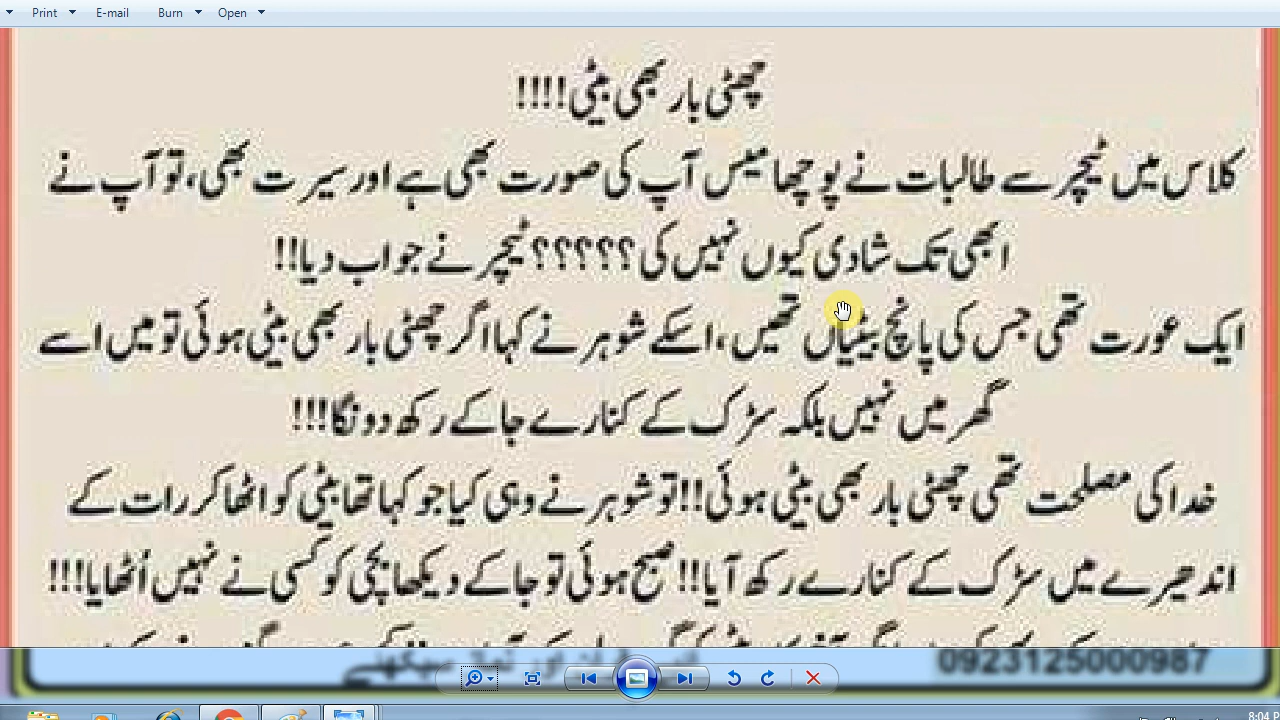 Print E-mail Burn Open
چھٹی بار بھی بیٹی!!!!
کلاس میں ٹیچر سے طالبات نے پوچھا میس آپ کی صورت بھی ہے اور سیرت بھی، تو آپ نے
ابھی تک شادی کیوں نہیں کی؟؟؟؟؟ ٹیچر نے جواب دیا!!
ایک عورت تھی جس کی پانچ بیٹیاں تھیں، اسکے شوہر نے کہا اگر چھٹی بار بھی بیٹی ہوئی تو میں اسے
گھر میں نہیں بلکہ سڑک کے کنارے جا کے رکھ دونگا!!!
خدا کی مصلحت تھی چھٹی بار بھی بیٹی ہوئی!! تو شوہر نے وہی کیا جو کہا تھا بیٹی کو اٹھا کر رات کے
اندھیرے میں سڑک کے کنارے رکھ آیا!! صبح ہوئی تو جا کے دیکھا بچی کو کسی نے نہیں اُٹھایا!!!
0923125000987
8:04 P